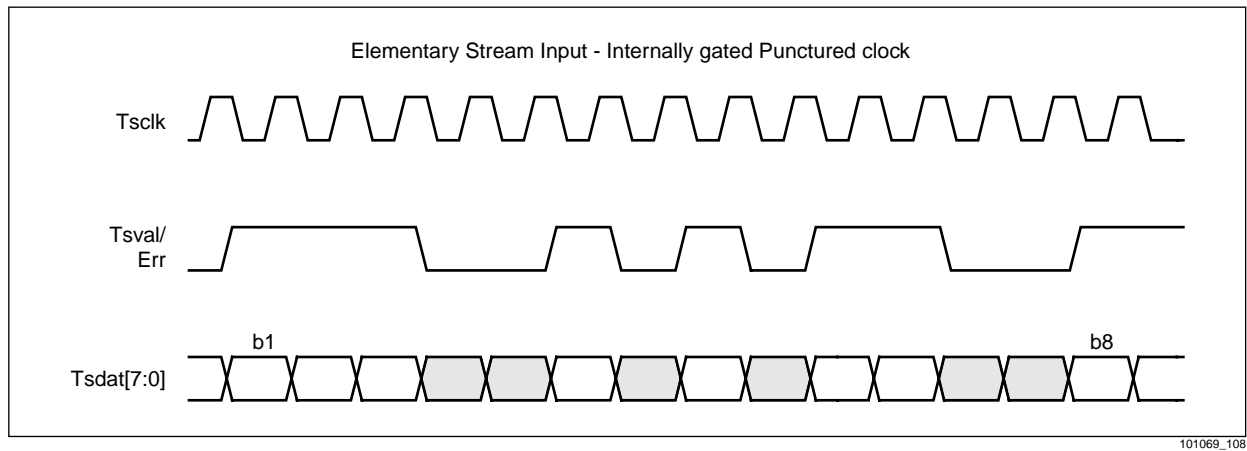 Elementary Stream Input - Internally gated Punctured clock
Tsclk
Tsval/
Err
b1
b8
Tsdat[7:0]
101069_108